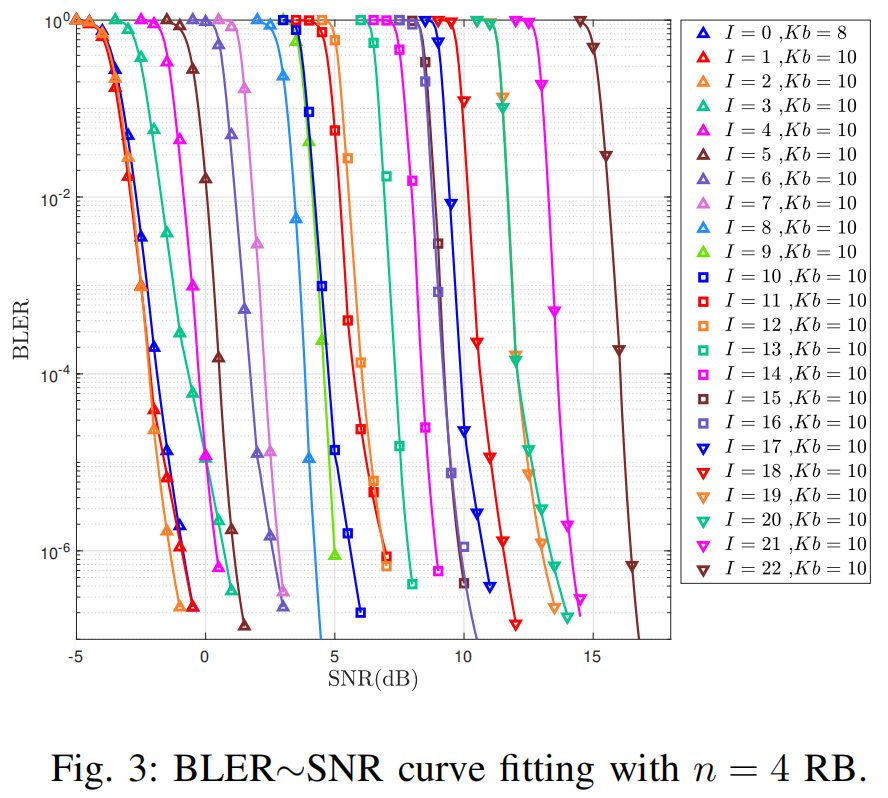 10^0
10^-2
10^-4
10^-6
BLER
-5 0 5 10 15
SNR(dB)
I = 0 ,Kb = 8
I = 1 ,Kb = 10
I = 2 ,Kb = 10
I = 3 ,Kb = 10
I = 4 ,Kb = 10
I = 5 ,Kb = 10
I = 6 ,Kb = 10
I = 7 ,Kb = 10
I = 8 ,Kb = 10
I = 9 ,Kb = 10
I = 10 ,Kb = 10
I = 11 ,Kb = 10
I = 12 ,Kb = 10
I = 13 ,Kb = 10
I = 14 ,Kb = 10
I = 15 ,Kb = 10
I = 16 ,Kb = 10
I = 17 ,Kb = 10
I = 18 ,Kb = 10
I = 19 ,Kb = 10
I = 20 ,Kb = 10
I = 21 ,Kb = 10
I = 22 ,Kb = 10
Fig. 3: BLER∼SNR curve fitting with n = 4 RB.